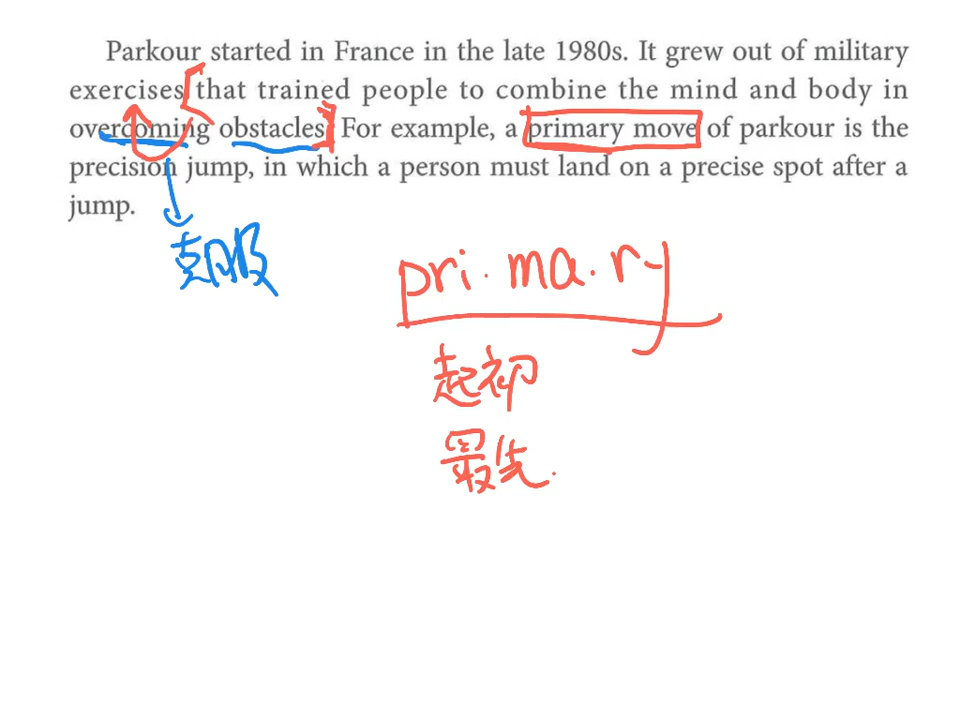 Parkour started in France in the late 1980s. It grew out of military
exercises that trained people to combine the mind and body in
overcoming obstacles. For example, a primary move of parkour is the
precision jump, in which a person must land on a precise spot after a
jump.
克服
pri·ma·ry
起初
最先.